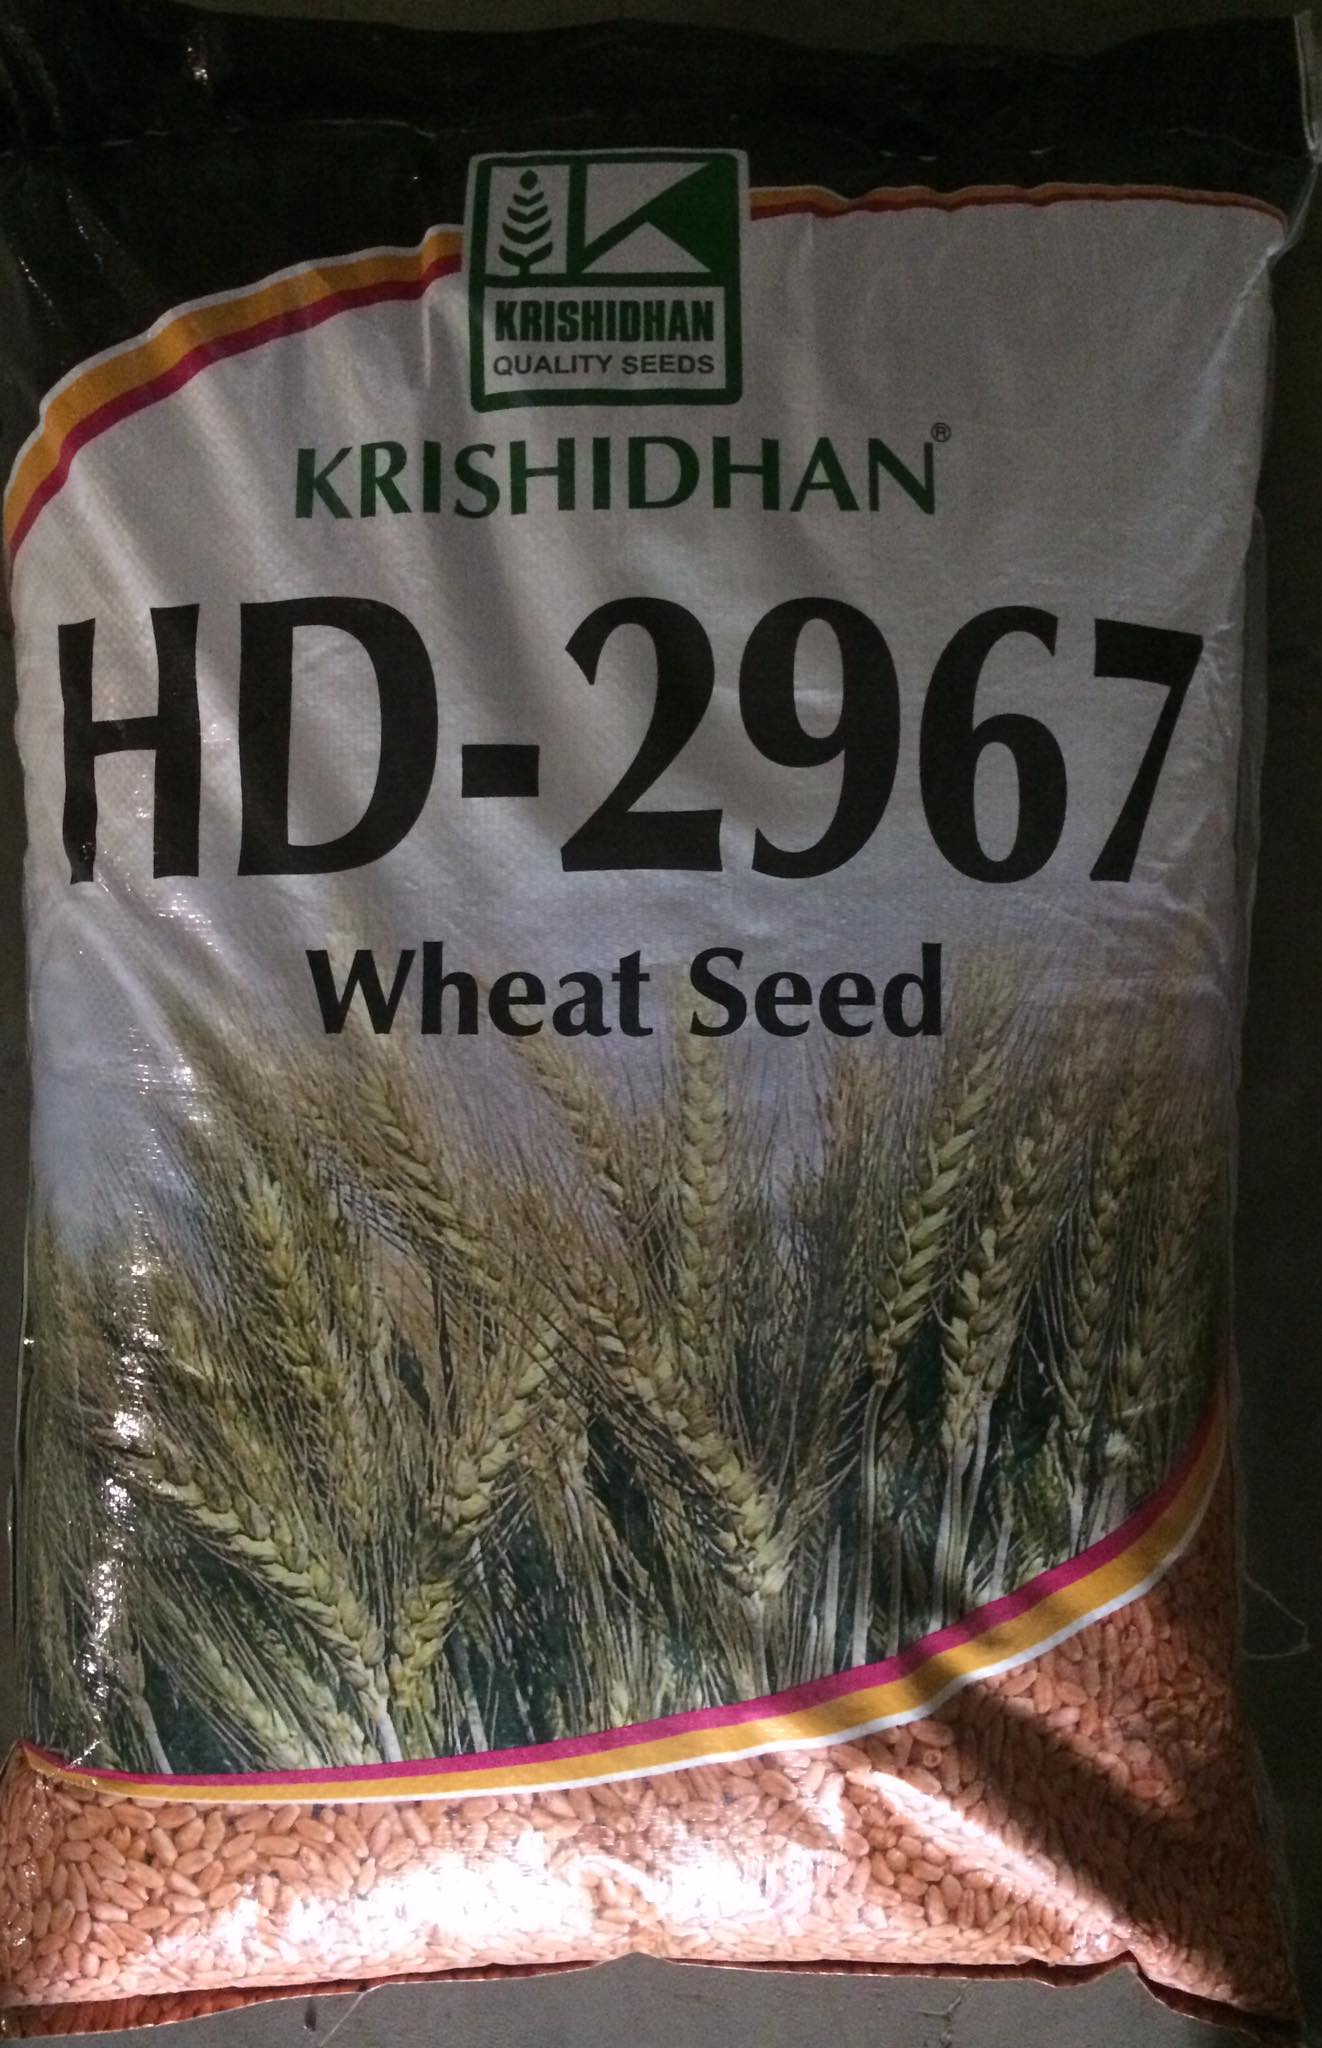 KRISHIDHAN
QUALITY SEEDS
KRISHIDHAN®
HD-2967
Wheat Seed